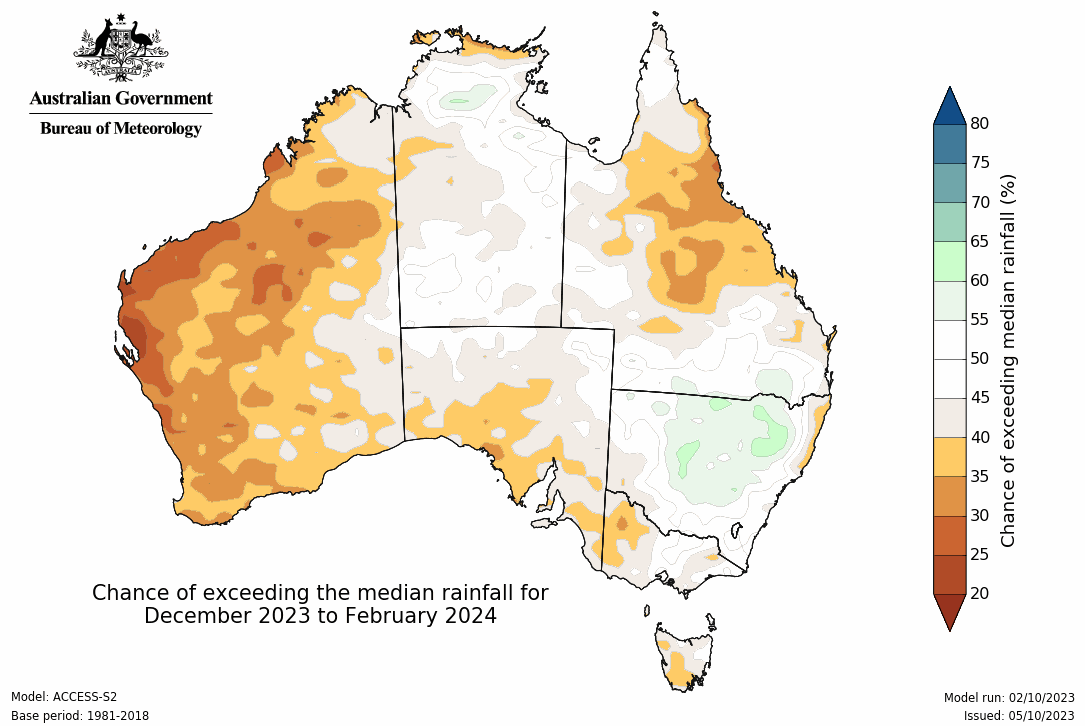 AUSTRALIA
Australian Government
Bureau of Meteorology
80
75
70
65
60
55
50
45
40
35
30
25
20
Chance of exceeding median rainfall (%)
Chance of exceeding the median rainfall for
December 2023 to February 2024
Model: ACCESS-S2
Base period: 1981-2018
Model run: 02/10/2023
Issued: 05/10/2023